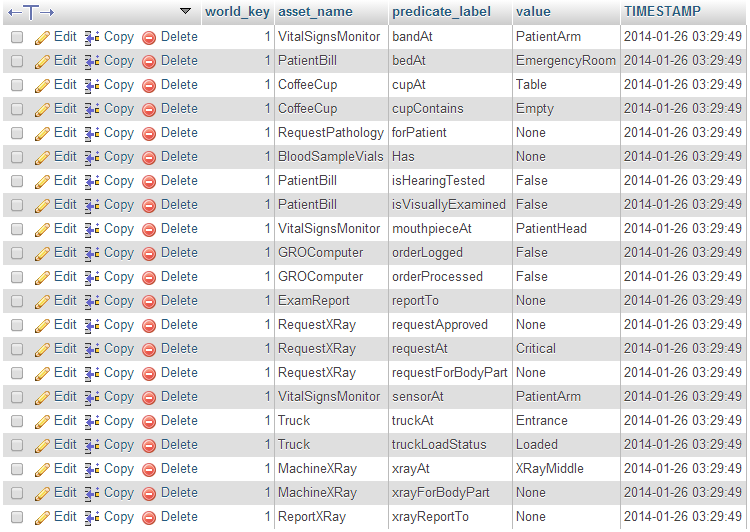 world_key asset_name predicate_label value TIMESTAMP
Edit Copy Delete 1 VitalSignsMonitor bandAt PatientArm 2014-01-26 03:29:49
Edit Copy Delete 1 PatientBill bedAt EmergencyRoom 2014-01-26 03:29:49
Edit Copy Delete 1 CoffeeCup cupAt Table 2014-01-26 03:29:49
Edit Copy Delete 1 CoffeeCup cupContains Empty 2014-01-26 03:29:49
Edit Copy Delete 1 RequestPathology forPatient None 2014-01-26 03:29:49
Edit Copy Delete 1 BloodSampleVials Has None 2014-01-26 03:29:49
Edit Copy Delete 1 PatientBill isHearingTested False 2014-01-26 03:29:49
Edit Copy Delete 1 PatientBill isVisuallyExamined False 2014-01-26 03:29:49
Edit Copy Delete 1 VitalSignsMonitor mouthpieceAt PatientHead 2014-01-26 03:29:49
Edit Copy Delete 1 GROComputer orderLogged False 2014-01-26 03:29:49
Edit Copy Delete 1 GROComputer orderProcessed False 2014-01-26 03:29:49
Edit Copy Delete 1 ExamReport reportTo None 2014-01-26 03:29:49
Edit Copy Delete 1 RequestXRay requestApproved None 2014-01-26 03:29:49
Edit Copy Delete 1 RequestXRay requestAt Critical 2014-01-26 03:29:49
Edit Copy Delete 1 RequestXRay requestForBodyPart None 2014-01-26 03:29:49
Edit Copy Delete 1 VitalSignsMonitor sensorAt PatientArm 2014-01-26 03:29:49
Edit Copy Delete 1 Truck truckAt Entrance 2014-01-26 03:29:49
Edit Copy Delete 1 Truck truckLoadStatus Loaded 2014-01-26 03:29:49
Edit Copy Delete 1 MachineXRay xrayAt XRayMiddle 2014-01-26 03:29:49
Edit Copy Delete 1 MachineXRay xrayForBodyPart None 2014-01-26 03:29:49
Edit Copy Delete 1 ReportXRay xrayReportTo None 2014-01-26 03:29:49